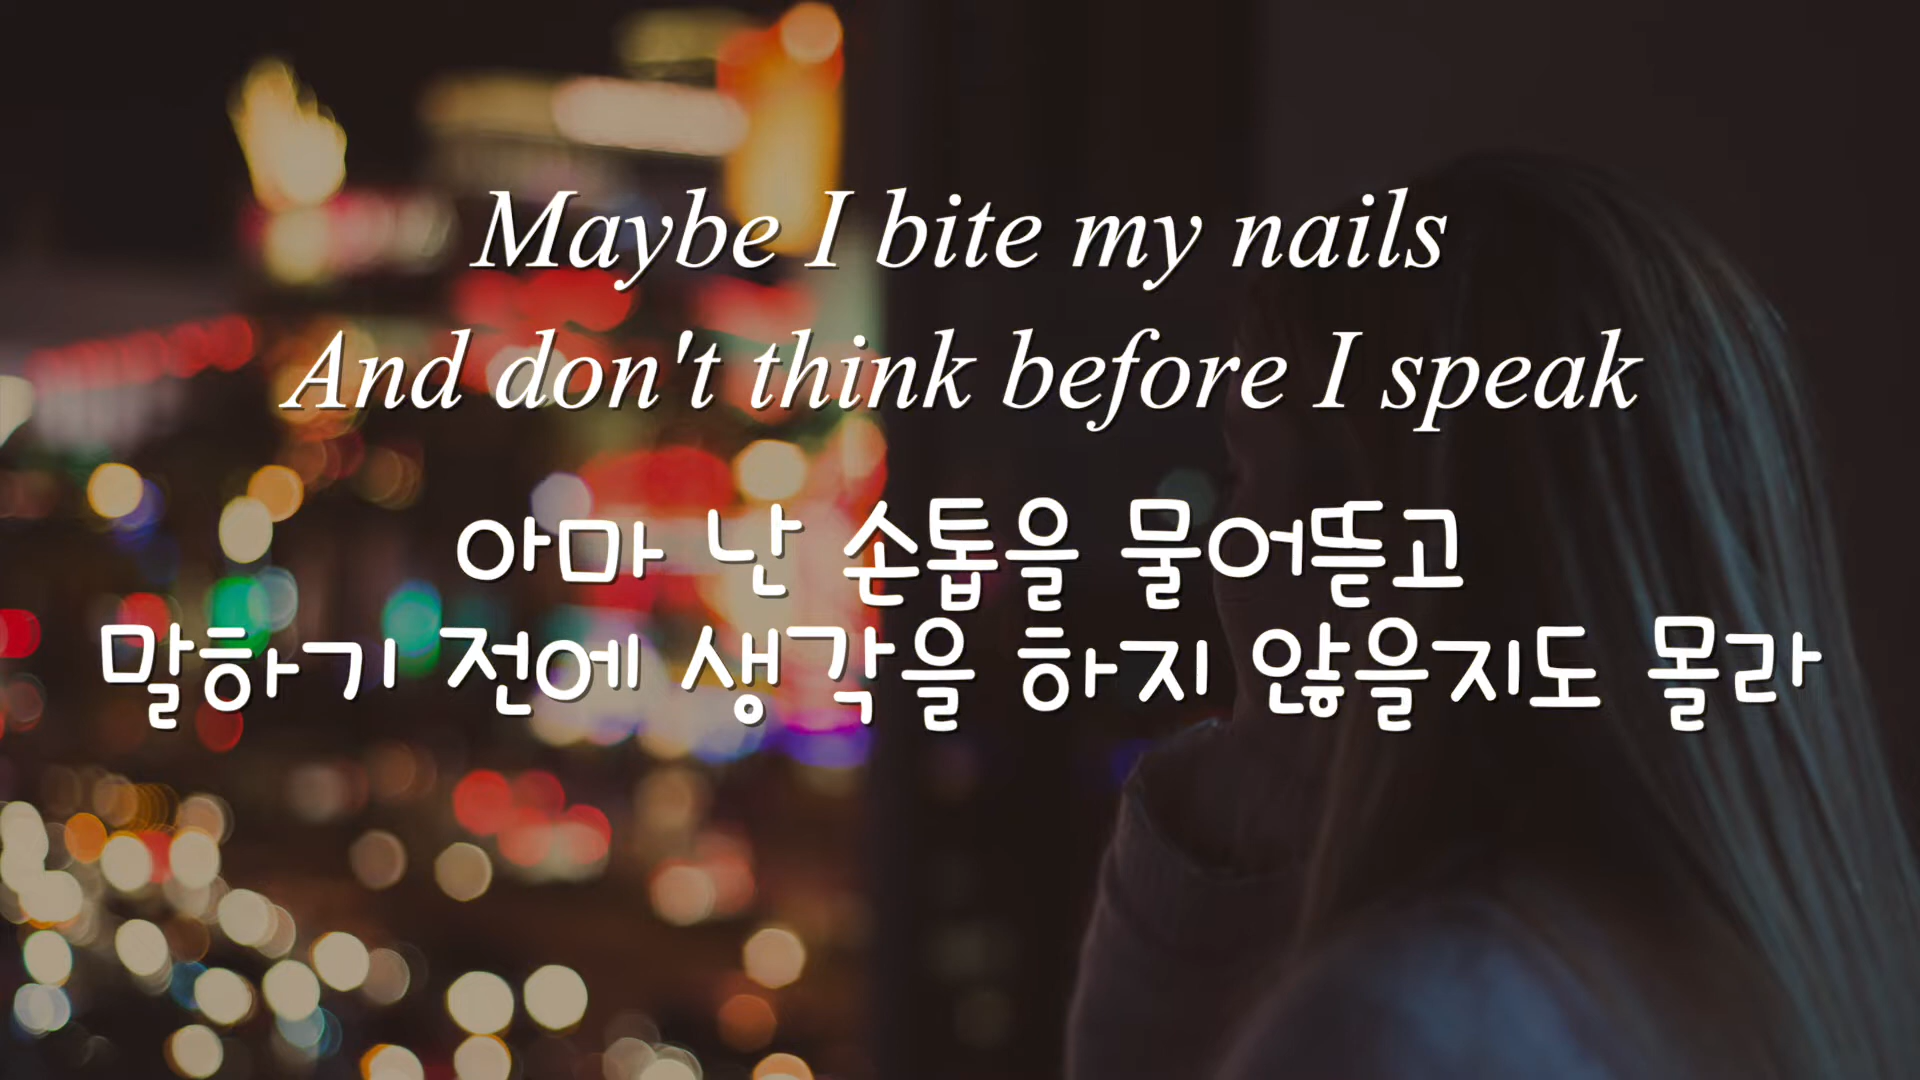 Maybe I bite my nails
And don't think before I speak
아마 난 손톱을 물어뜯고
말하기 전에 생각을 하지 않을지도 몰라